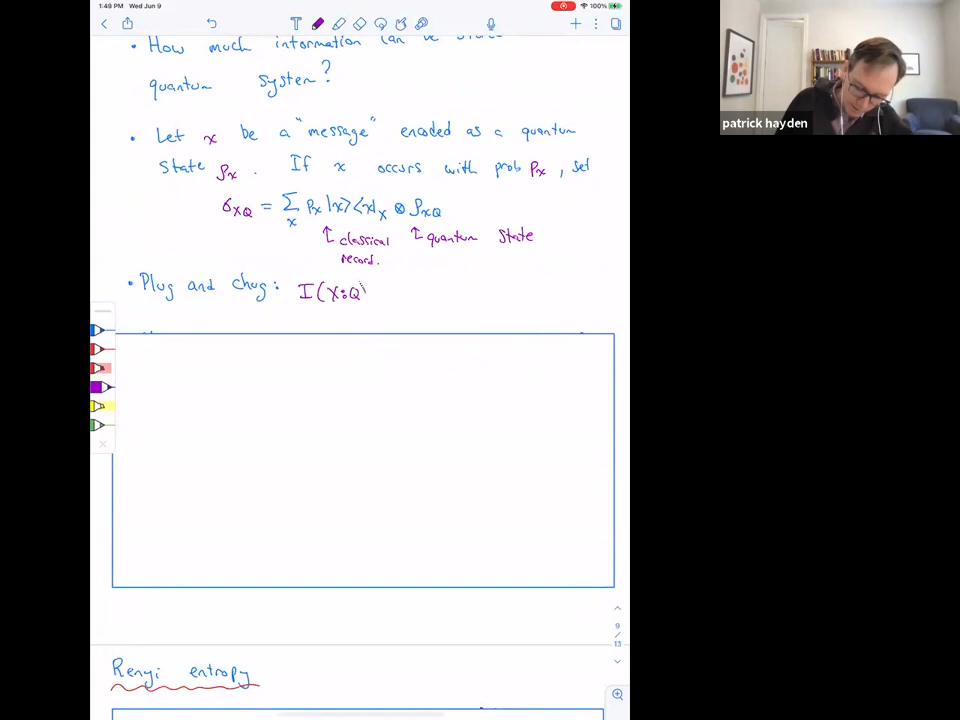 1:49 PM Wed Jun 9
100%
• How much information can be
quantum system?
• Let x be a "message" encoded as a quantum
state ρx. If x occurs with prob px, set
σXQ = Σx px |x><x|X ⊗ ρxQ
↑ classical record. ↑ quantum state
• Plug and chug: I(X:Q)
9
/
13
Renyi entropy
patrick hayden